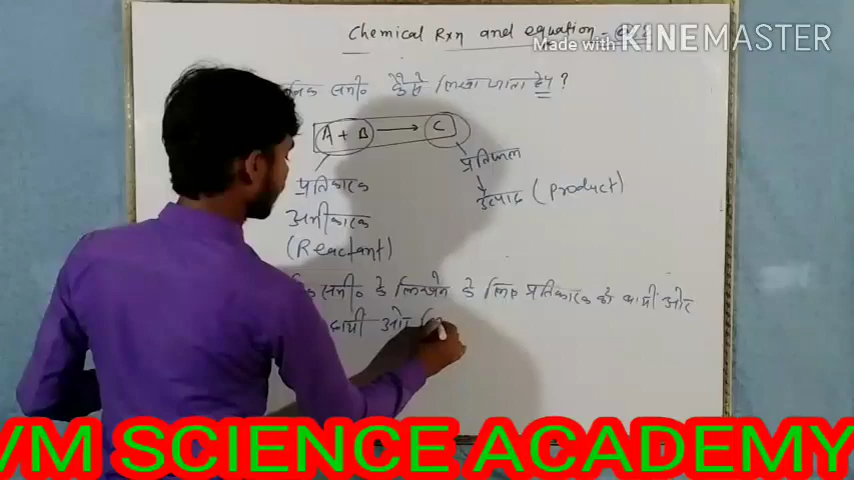 Chemical Rxn and equation -
Made with KINEMASTER
समी० कैसे लिखा जाता है ?
A + B → C
प्रतिफल
प्रतिकारक
उत्पाद (product)
अभीकारक
(Reactant)
समी० के लिखने के लिए प्रतिकारक को बायीं ओर
दायीं ओर
VM SCIENCE ACADEMY